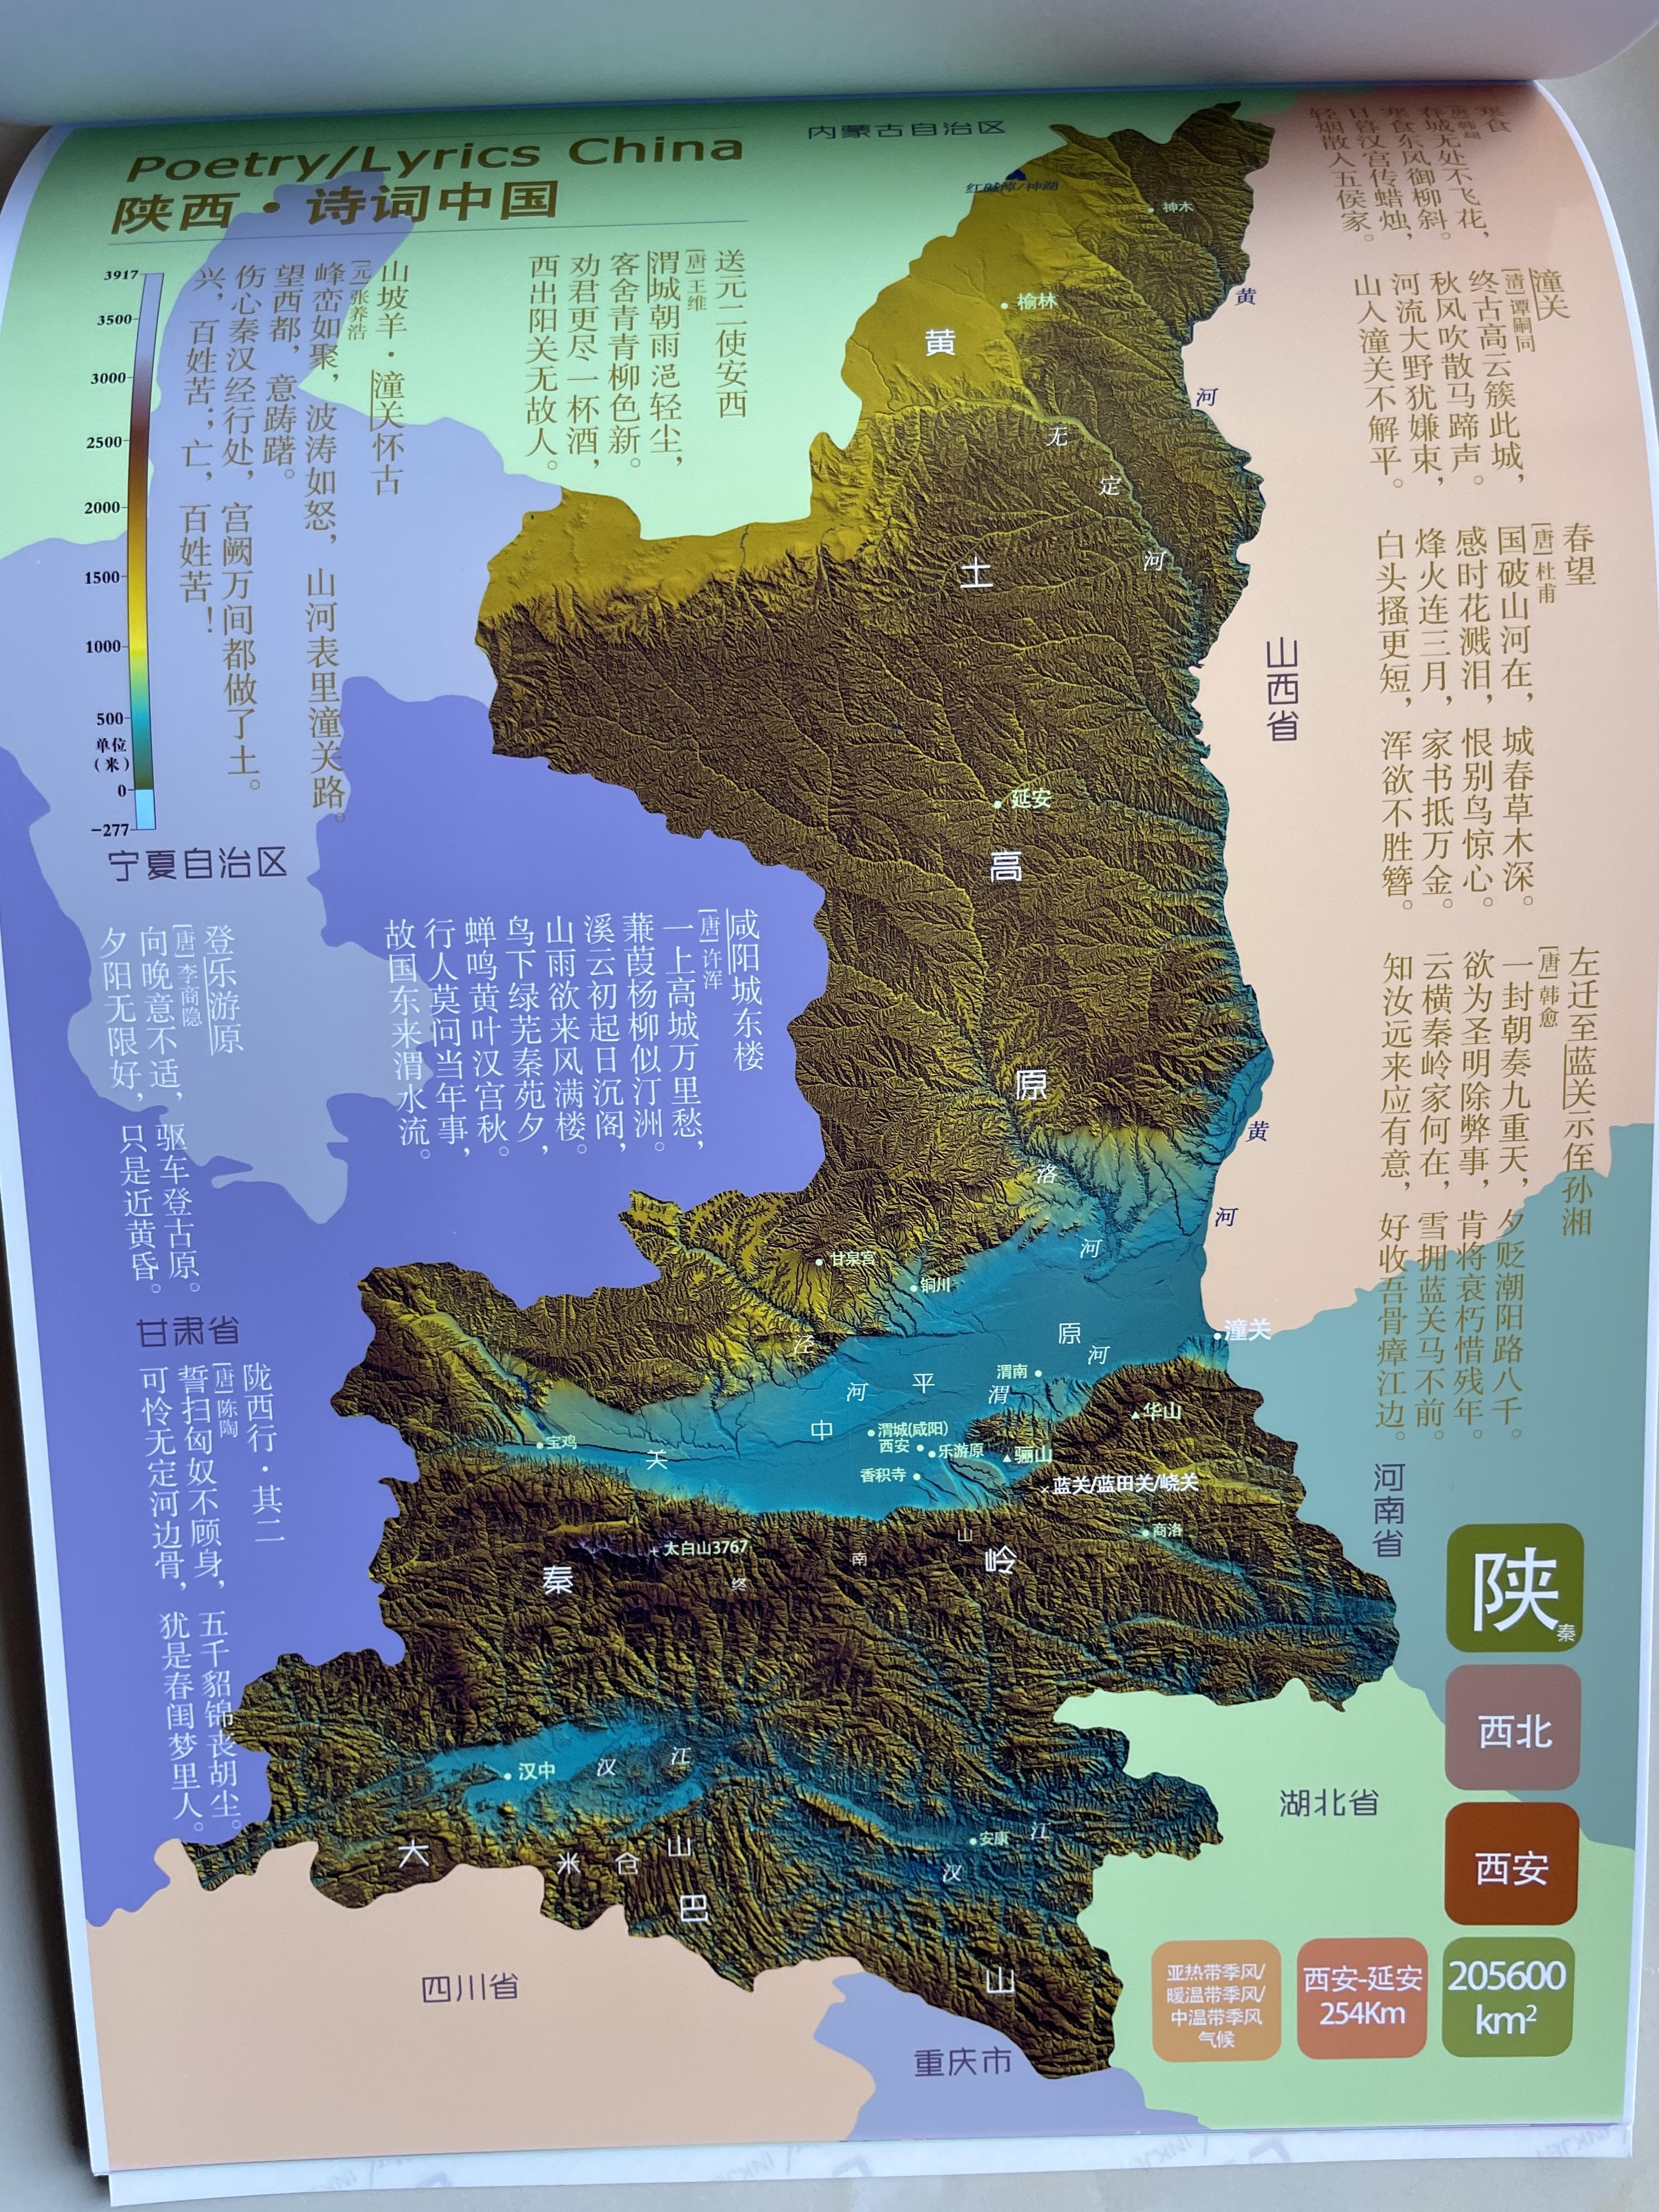 Poetry/Lyrics China
陕西·诗词中国
内蒙古自治区
寒食
[唐]韩翃
春城无处不飞花，
寒食东风御柳斜。
日暮汉宫传蜡烛，
轻烟散入五侯家。
潼关
[清]谭嗣同
终古高云簇此城，
秋风吹散马蹄声。
河流大野犹嫌束，
山入潼关不解平。
春望
[唐]杜甫
国破山河在，城春草木深。
感时花溅泪，恨别鸟惊心。
烽火连三月，家书抵万金。
白头搔更短，浑欲不胜簪。
左迁至蓝关示侄孙湘
[唐]韩愈
一封朝奏九重天，夕贬潮阳路八千。
欲为圣明除弊事，肯将衰朽惜残年。
云横秦岭家何在，雪拥蓝关马不前。
知汝远来应有意，好收吾骨瘴江边。
送元二使安西
[唐]王维
渭城朝雨浥轻尘，
客舍青青柳色新。
劝君更尽一杯酒，
西出阳关无故人。
山坡羊·潼关怀古
[元]张养浩
峰峦如聚，波涛如怒，山河表里潼关路。
望西都，意踌躇。
伤心秦汉经行处，宫阙万间都做了土。
兴，百姓苦；亡，百姓苦！
咸阳城东楼
[唐]许浑
一上高城万里愁，
蒹葭杨柳似汀洲。
溪云初起日沉阁，
山雨欲来风满楼。
鸟下绿芜秦苑夕，
蝉鸣黄叶汉宫秋。
行人莫问当年事，
故国东来渭水流。
登乐游原
[唐]李商隐
向晚意不适，驱车登古原。
夕阳无限好，只是近黄昏。
陇西行·其二
[唐]陈陶
誓扫匈奴不顾身，五千貂锦丧胡尘。
可怜无定河边骨，犹是春闺梦里人。
3917
3500
3000
2500
2000
1500
1000
500
单位
（米）
0
-277
宁夏自治区
甘肃省
山西省
河南省
湖北省
四川省
重庆市
红碱淖/神湖
神木
榆林
黄河
无定河
黄土高原
延安
黄河
洛河
甘泉宫
铜川
泾河
关中平原
渭河
渭南
潼关
华山
渭城(咸阳)
西安
乐游原
骊山
香积寺
宝鸡
蓝关/蓝田关/峣关
商洛
太白山3767
秦岭
终南山
汉中
汉江
安康
汉江
米仓山
大巴山
陕
秦
西北
西安
205600
km²
西安-延安
254Km
亚热带季风/
暖温带季风/
中温带季风
气候